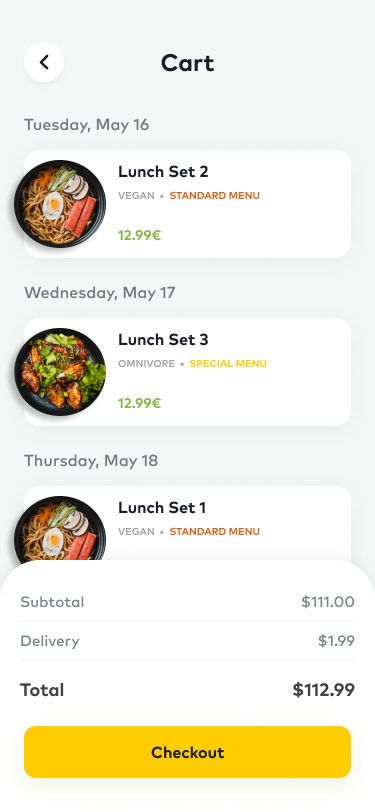 Cart
Tuesday, May 16
Lunch Set 2
VEGAN • STANDARD MENU
12.99€
Wednesday, May 17
Lunch Set 3
OMNIVORE • SPECIAL MENU
12.99€
Thursday, May 18
Lunch Set 1
VEGAN • STANDARD MENU
Subtotal $111.00
Delivery $1.99
Total $112.99
Checkout